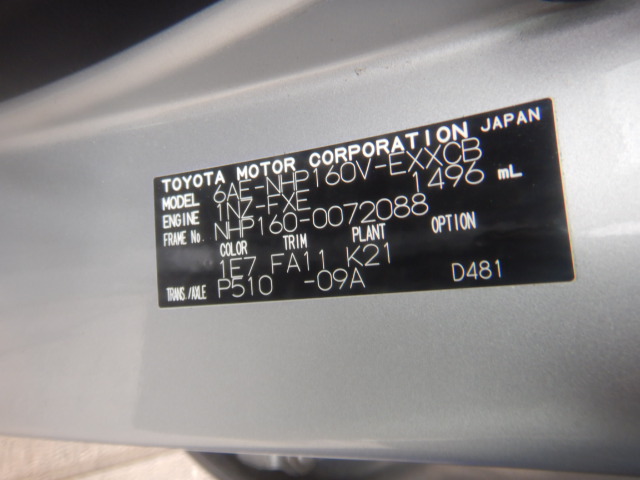 TOYOTA MOTOR CORPORATION JAPAN
MODEL 6AE-NHP160V-EXXCB
ENGINE 1NZ-FXE 1496 mL
FRAME No. NHP160-0072088
COLOR TRIM PLANT OPTION
1E7 FA11 K21
TRANS./AXLE P510 -09A D481